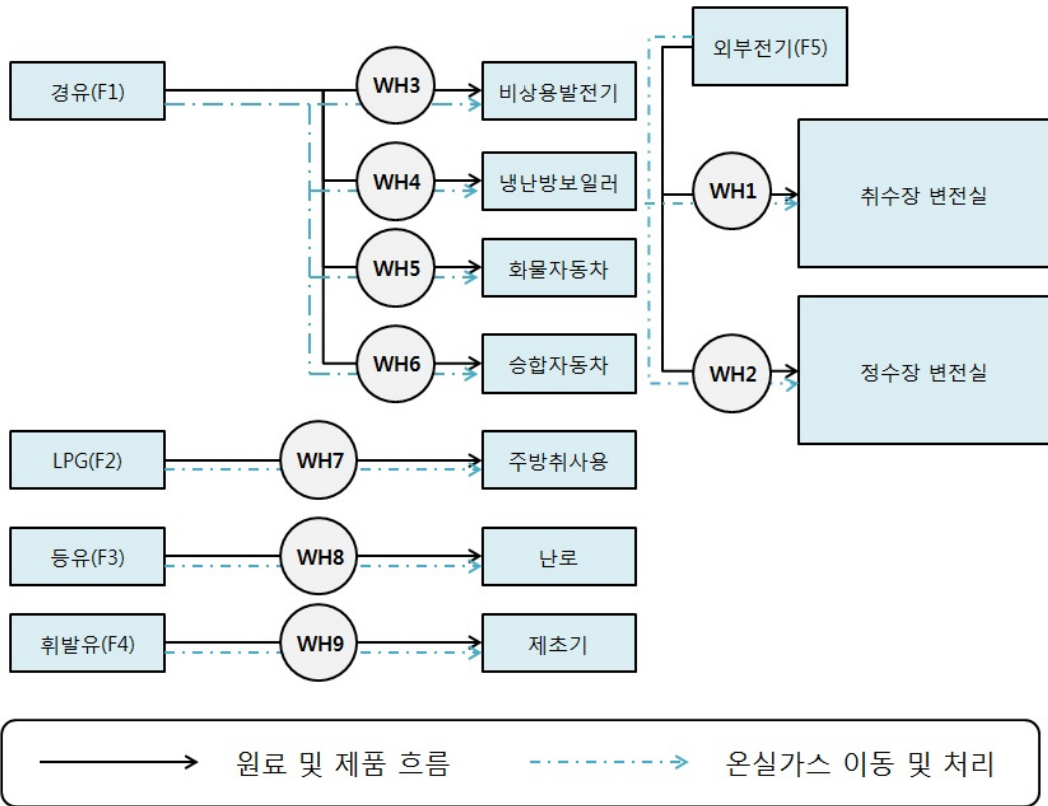 경유(F1)
WH3
비상용발전기
WH4
냉난방보일러
WH5
화물자동차
WH6
승합자동차
외부전기(F5)
WH1
취수장 변전실
WH2
정수장 변전실
LPG(F2)
WH7
주방취사용
등유(F3)
WH8
난로
휘발유(F4)
WH9
제초기
원료 및 제품 흐름
온실가스 이동 및 처리